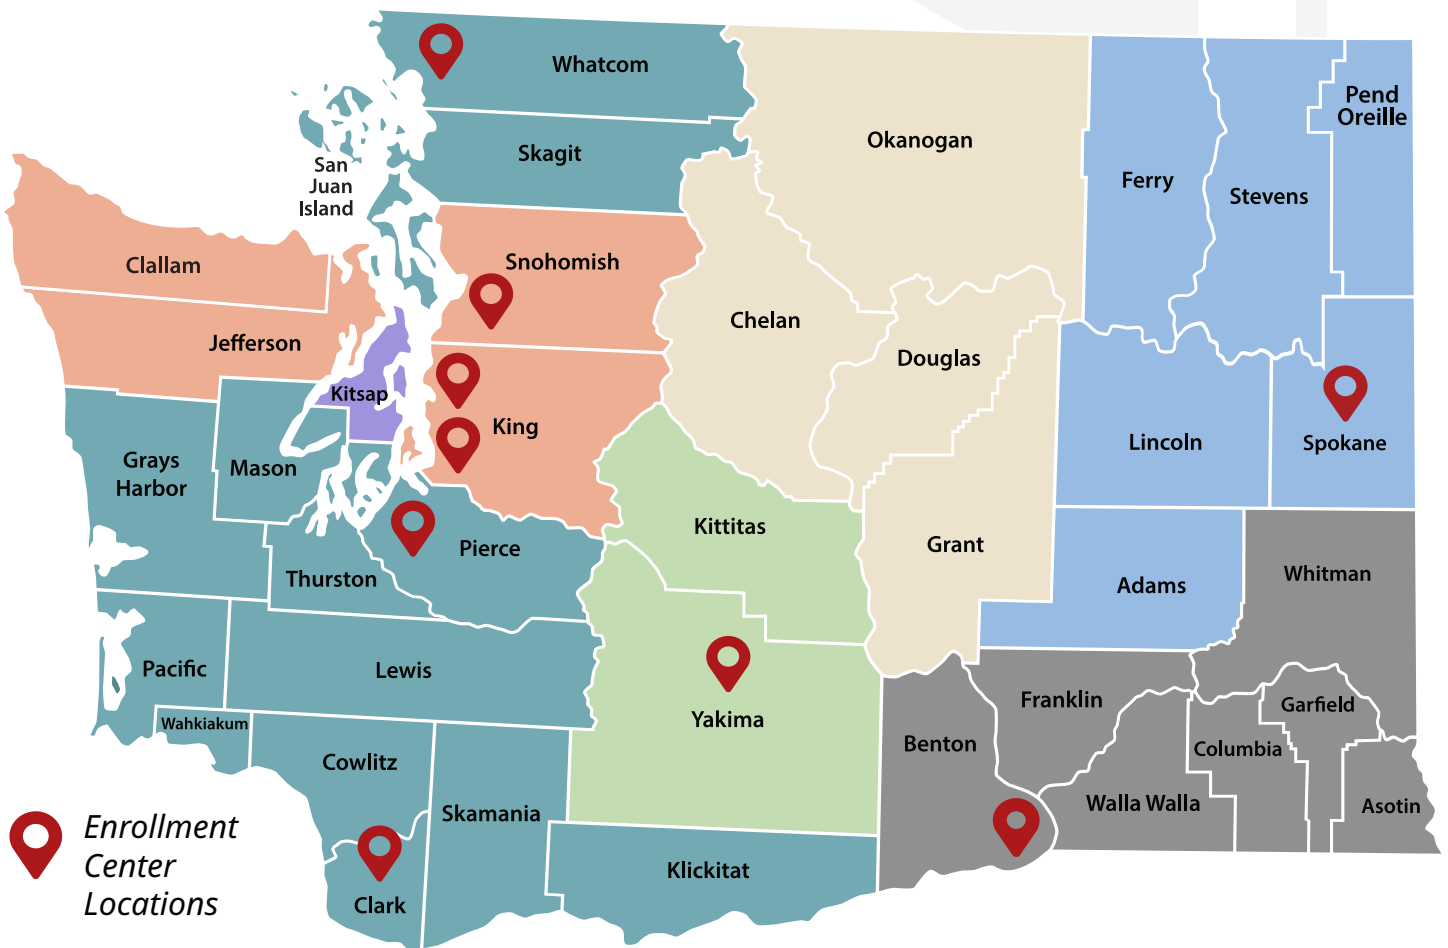 Whatcom
Pend
Oreille
Okanogan
Skagit
San
Juan
Island
Ferry
Stevens
Clallam
Snohomish
Chelan
Jefferson
Douglas
Kitsap
King
Lincoln
Spokane
Grays
Harbor
Mason
Kittitas
Pierce
Grant
Thurston
Adams
Whitman
Pacific
Lewis
Yakima
Franklin
Garfield
Wahkiakum
Benton
Columbia
Cowlitz
Skamania
Walla Walla
Asotin
Enrollment
Center
Locations
Klickitat
Clark